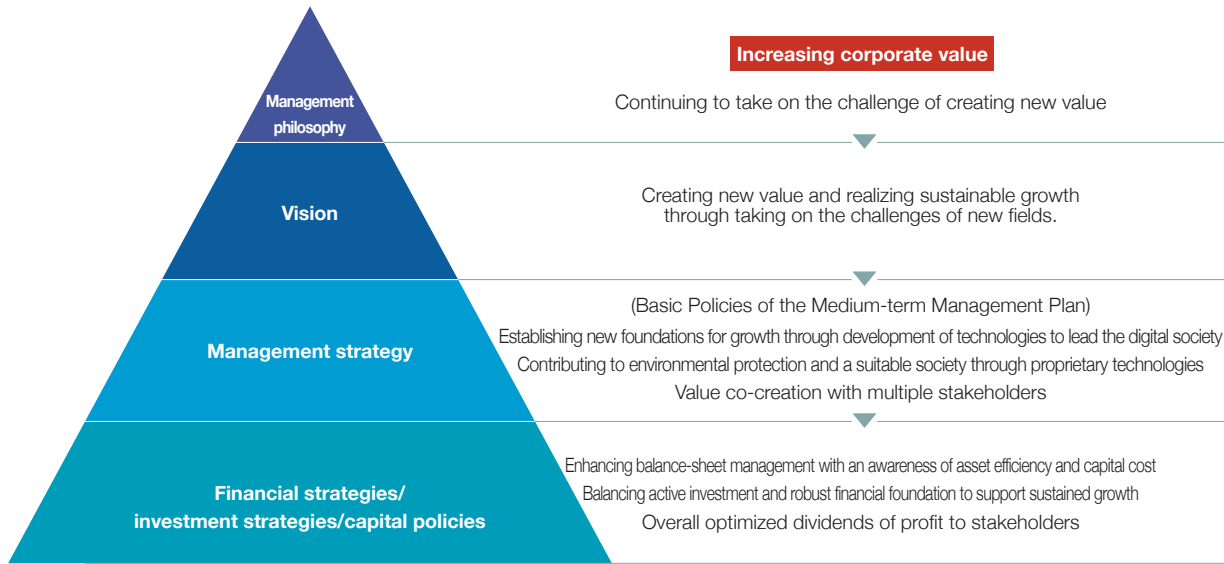 Increasing corporate value
Management
philosophy
Continuing to take on the challenge of creating new value
Vision
Creating new value and realizing sustainable growth
through taking on the challenges of new fields.
Management strategy
(Basic Policies of the Medium-term Management Plan)
Establishing new foundations for growth through development of technologies to lead the digital society
Contributing to environmental protection and a suitable society through proprietary technologies
Value co-creation with multiple stakeholders
Financial strategies/
investment strategies/capital policies
Enhancing balance-sheet management with an awareness of asset efficiency and capital cost
Balancing active investment and robust financial foundation to support sustained growth
Overall optimized dividends of profit to stakeholders